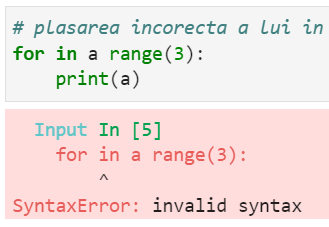 # plasarea incorecta a lui in
for in a range(3):
    print(a)
Input In [5]
for in a range(3):
^
SyntaxError: invalid syntax